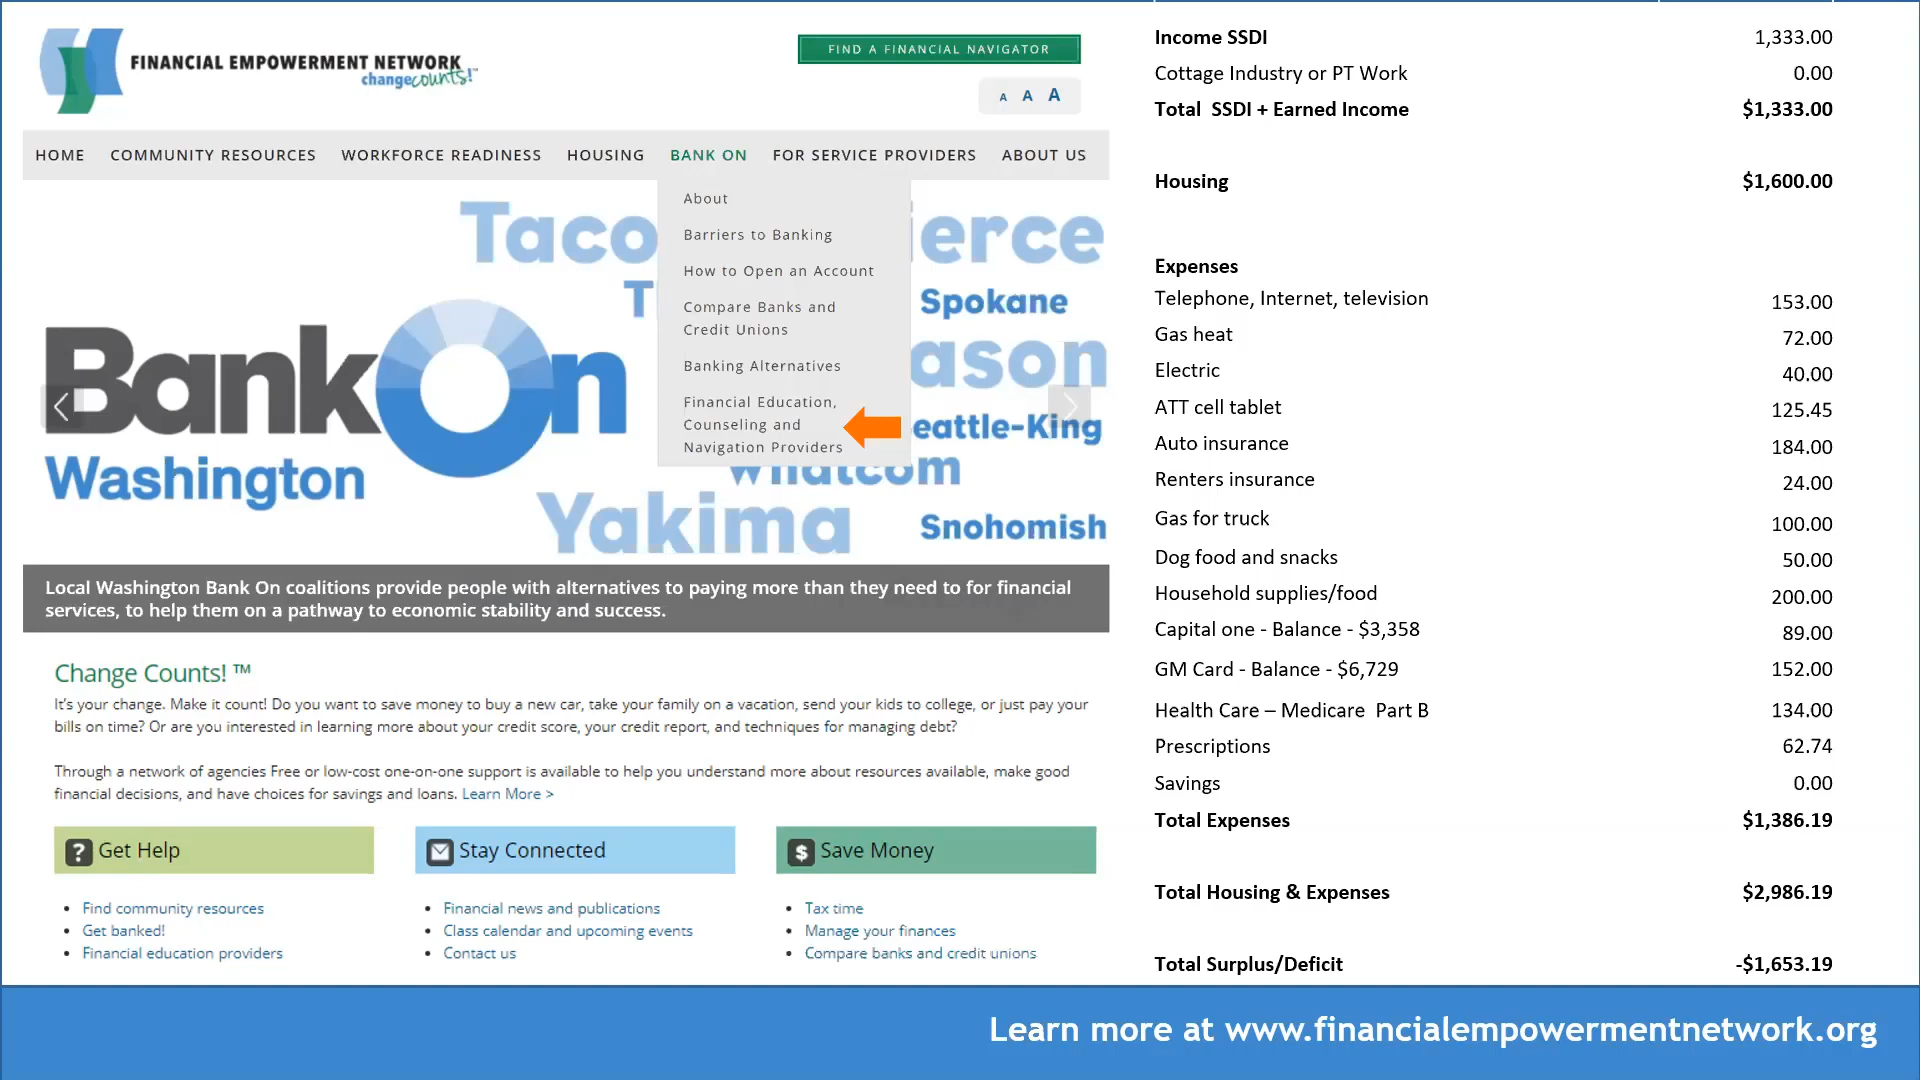 FINANCIAL EMPOWERMENT NETWORK
changecounts!™
FIND A FINANCIAL NAVIGATOR
A A A
HOME COMMUNITY RESOURCES WORKFORCE READINESS HOUSING BANK ON FOR SERVICE PROVIDERS ABOUT US
About
Barriers to Banking
How to Open an Account
Compare Banks and
Credit Unions
Banking Alternatives
Financial Education,
Counseling and
Navigation Providers
Taco
erce
T
Spokane
ason
eattle-King
Whatcom
Yakima
Snohomish
BankOn
Washington
Local Washington Bank On coalitions provide people with alternatives to paying more than they need to for financial
services, to help them on a pathway to economic stability and success.
Change Counts! ™
It's your change. Make it count! Do you want to save money to buy a new car, take your family on a vacation, send your kids to college, or just pay your
bills on time? Or are you interested in learning more about your credit score, your credit report, and techniques for managing debt?
Through a network of agencies Free or low-cost one-on-one support is available to help you understand more about resources available, make good
financial decisions, and have choices for savings and loans. Learn More >
? Get Help
• Find community resources
• Get banked!
• Financial education providers
Stay Connected
• Financial news and publications
• Class calendar and upcoming events
• Contact us
$ Save Money
• Tax time
• Manage your finances
• Compare banks and credit unions
Income SSDI 1,333.00
Cottage Industry or PT Work 0.00
Total SSDI + Earned Income $1,333.00
Housing $1,600.00
Expenses
Telephone, Internet, television 153.00
Gas heat 72.00
Electric 40.00
ATT cell tablet 125.45
Auto insurance 184.00
Renters insurance 24.00
Gas for truck 100.00
Dog food and snacks 50.00
Household supplies/food 200.00
Capital one - Balance - $3,358 89.00
GM Card - Balance - $6,729 152.00
Health Care – Medicare Part B 134.00
Prescriptions 62.74
Savings 0.00
Total Expenses $1,386.19
Total Housing & Expenses $2,986.19
Total Surplus/Deficit -$1,653.19
Learn more at www.financialempowermentnetwork.org